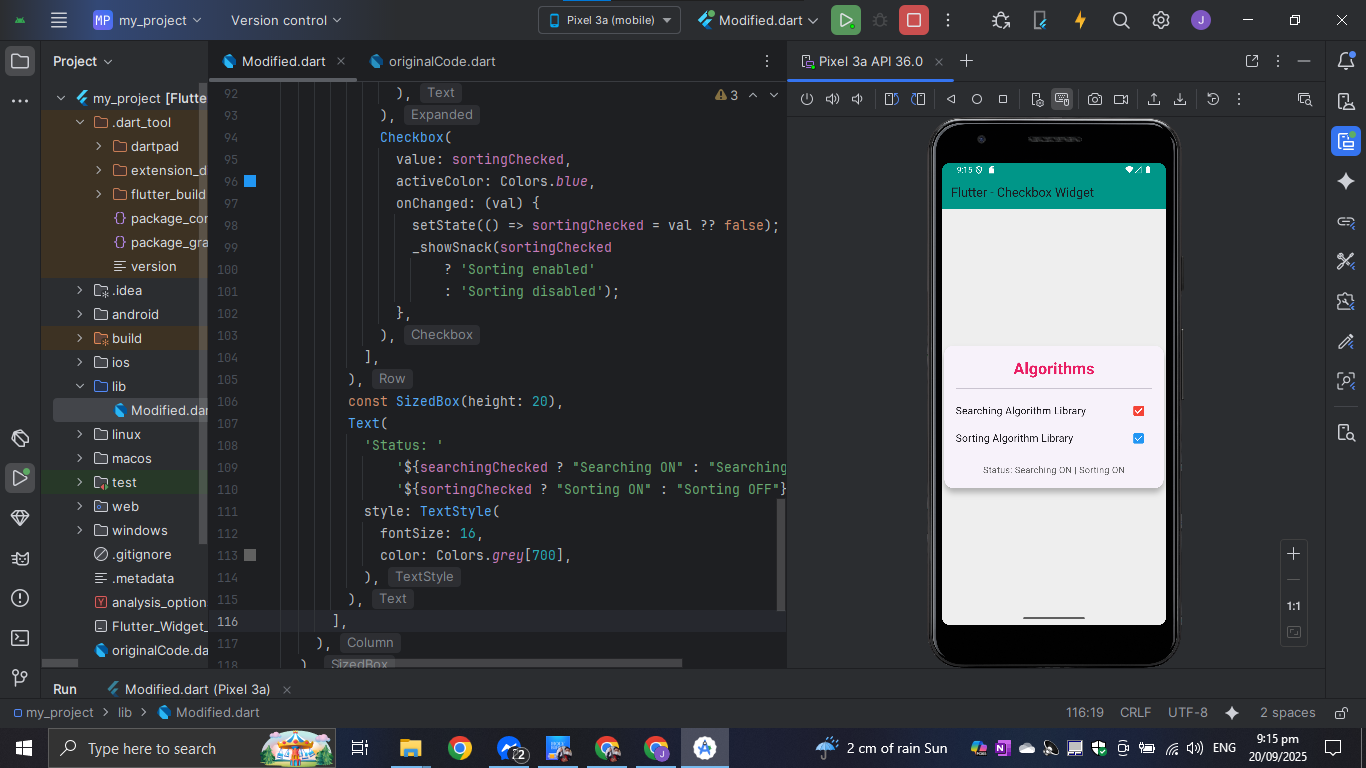 MP my_project
Version control
Pixel 3a (mobile)
Modified.dart
J
Project
Modified.dart
originalCode.dart
Pixel 3a API 36.0
my_project [Flutte
.dart_tool
dartpad
extension_d
flutter_build
package_cor
package_gra
version
.idea
android
build
ios
lib
Modified.dar
linux
macos
test
web
windows
.gitignore
.metadata
analysis_option
Flutter_Widget_
originalCode.da
3
92 ), Text
93 ), Expanded
94 Checkbox(
95 value: sortingChecked,
96 activeColor: Colors.blue,
97 onChanged: (val) {
98 setState(() => sortingChecked = val ?? false);
99 _showSnack(sortingChecked
100 ? 'Sorting enabled'
101 : 'Sorting disabled');
102 },
103 ), Checkbox
104 ],
105 ), Row
106 const SizedBox(height: 20),
107 Text(
108 'Status: '
109 '${searchingChecked ? "Searching ON" : "Searching
110 '${sortingChecked ? "Sorting ON" : "Sorting OFF"}
111 style: TextStyle(
112 fontSize: 16,
113 color: Colors.grey[700],
114 ), TextStyle
115 ), Text
116 ],
117 ), Column
118 ) SizedBox
9:15
Flutter - Checkbox Widget
Algorithms
Searching Algorithm Library
Sorting Algorithm Library
Status: Searching ON | Sorting ON
1:1
Run
Modified.dart (Pixel 3a)
my_project > lib > Modified.dart
116:19 CRLF UTF-8 2 spaces
Type here to search
2
2 cm of rain Sun
ENG
9:15 pm
20/09/2025